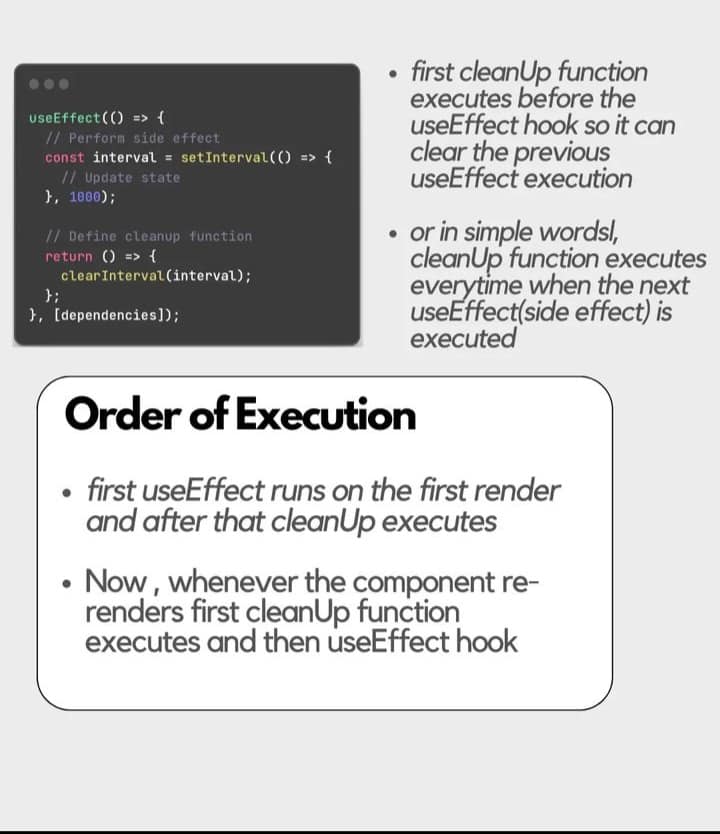 useEffect(() => {
// Perform side effect
const interval = setInterval(() => {
// Update state
}, 1000);
// Define cleanup function
return () => {
clearInterval(interval);
};
}, [dependencies]);
• first cleanUp function
executes before the
useEffect hook so it can
clear the previous
useEffect execution
• or in simple wordsl,
cleanUp function executes
everytime when the next
useEffect(side effect) is
executed
Order of Execution
• first useEffect runs on the first render
and after that cleanUp executes
• Now , whenever the component re-
renders first cleanUp function
executes and then useEffect hook